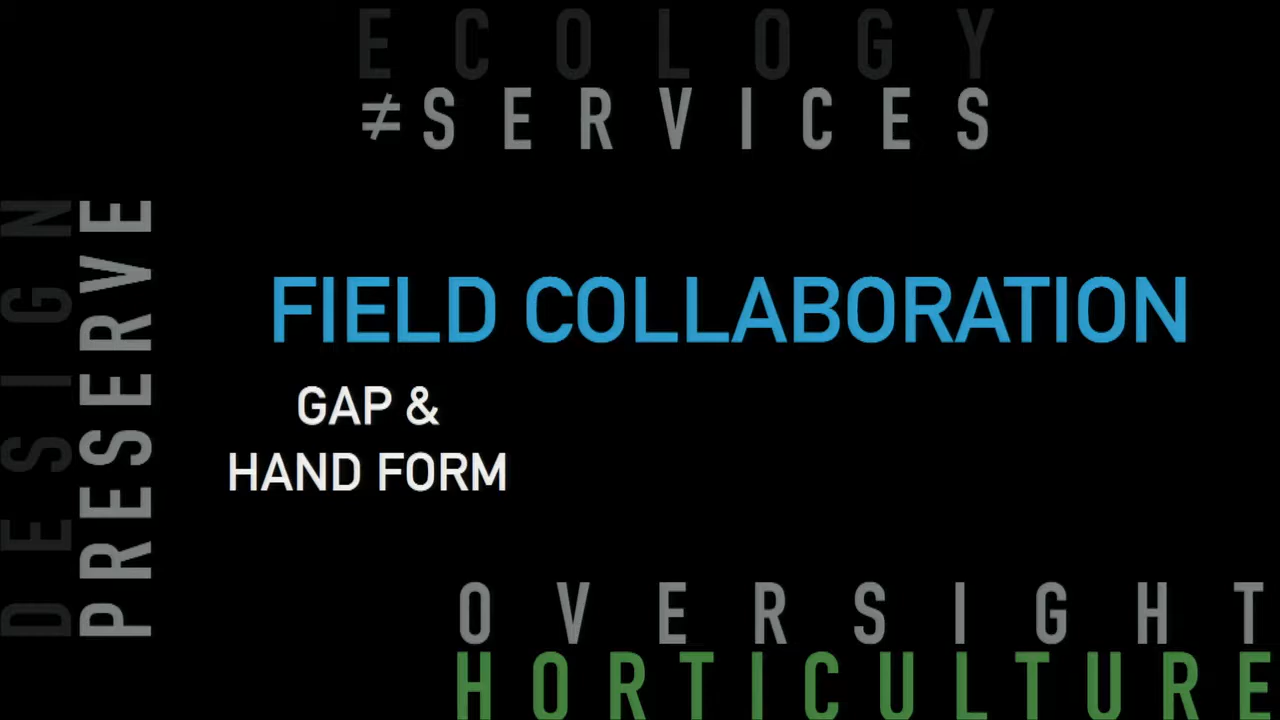 ECOLOGY
≠SERVICES
DESIGN
PRESERVE
FIELD COLLABORATION
GAP &
HAND FORM
OVERSIGHT
HORTICULTURE